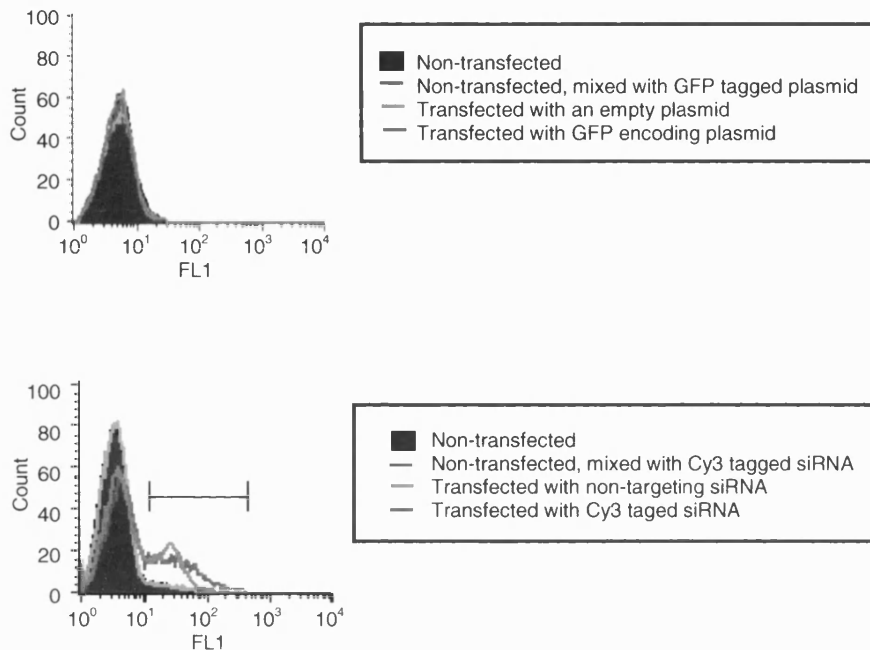 100
80
60
40
20
0
Count
10^0 10^1 10^2 10^3 10^4
FL1
Non-transfected
Non-transfected, mixed with GFP tagged plasmid
Transfected with an empty plasmid
Transfected with GFP encoding plasmid
100
80
60
40
20
0
Count
10^0 10^1 10^2 10^3 10^4
FL1
Non-transfected
Non-transfected, mixed with Cy3 tagged siRNA
Transfected with non-targeting siRNA
Transfected with Cy3 taged siRNA